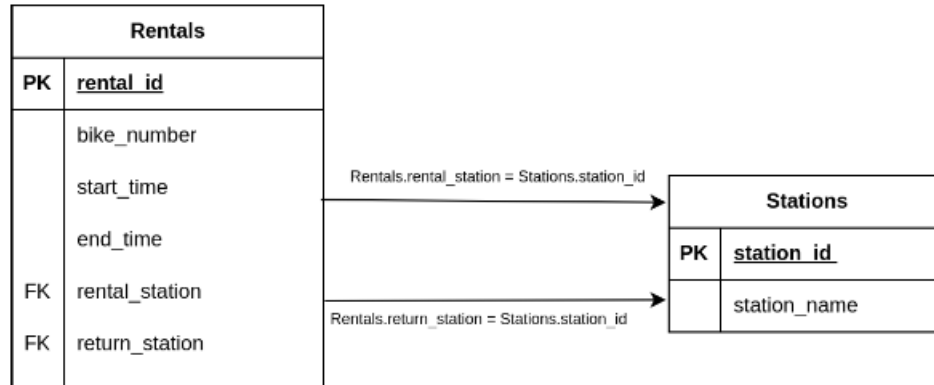 Rentals
PK rental_id
bike_number
start_time
end_time
FK rental_station
FK return_station
Rentals.rental_station = Stations.station_id
Rentals.return_station = Stations.station_id
Stations
PK station_id
station_name